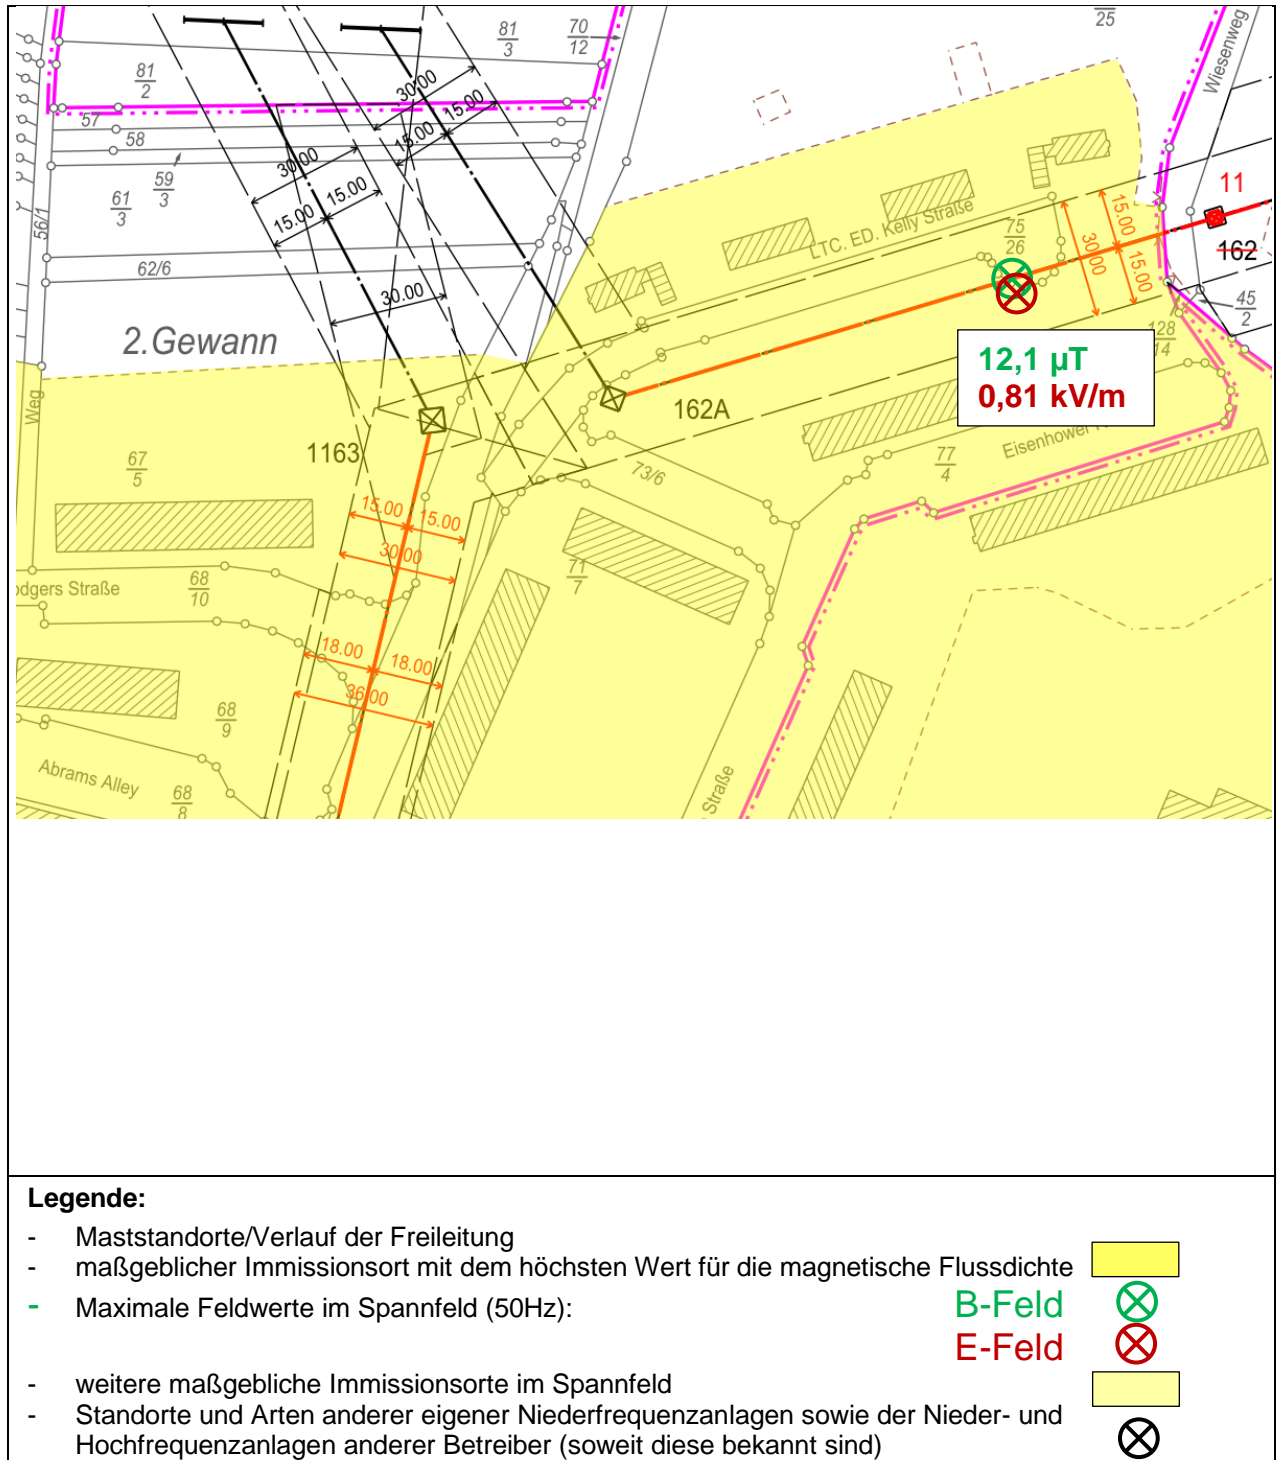 81
3
70
12
25
Wiesenweg
81
2
30.00
15.00
15.00
57
58
59
3
61
3
56/1
30.00
15.00
15.00
62/6
30.00
2.Gewann
LTC. ED. Kelly Straße
75
26
15.00
30.00
15.00
11
162
45
2
128
14
12,1 µT
0,81 kV/m
Weg
1163
162A
67
5
73/6
77
4
Eisenhower
15.00
15.00
30.00
71
7
odgers Straße
68
10
18.00
18.00
36.00
68
9
Abrams Alley
68
8
Straße
Legende:
- Maststandorte/Verlauf der Freileitung
- maßgeblicher Immissionsort mit dem höchsten Wert für die magnetische Flussdichte
- Maximale Feldwerte im Spannfeld (50Hz): B-Feld
E-Feld
- weitere maßgebliche Immissionsorte im Spannfeld
- Standorte und Arten anderer eigener Niederfrequenzanlagen sowie der Nieder- und
Hochfrequenzanlagen anderer Betreiber (soweit diese bekannt sind)